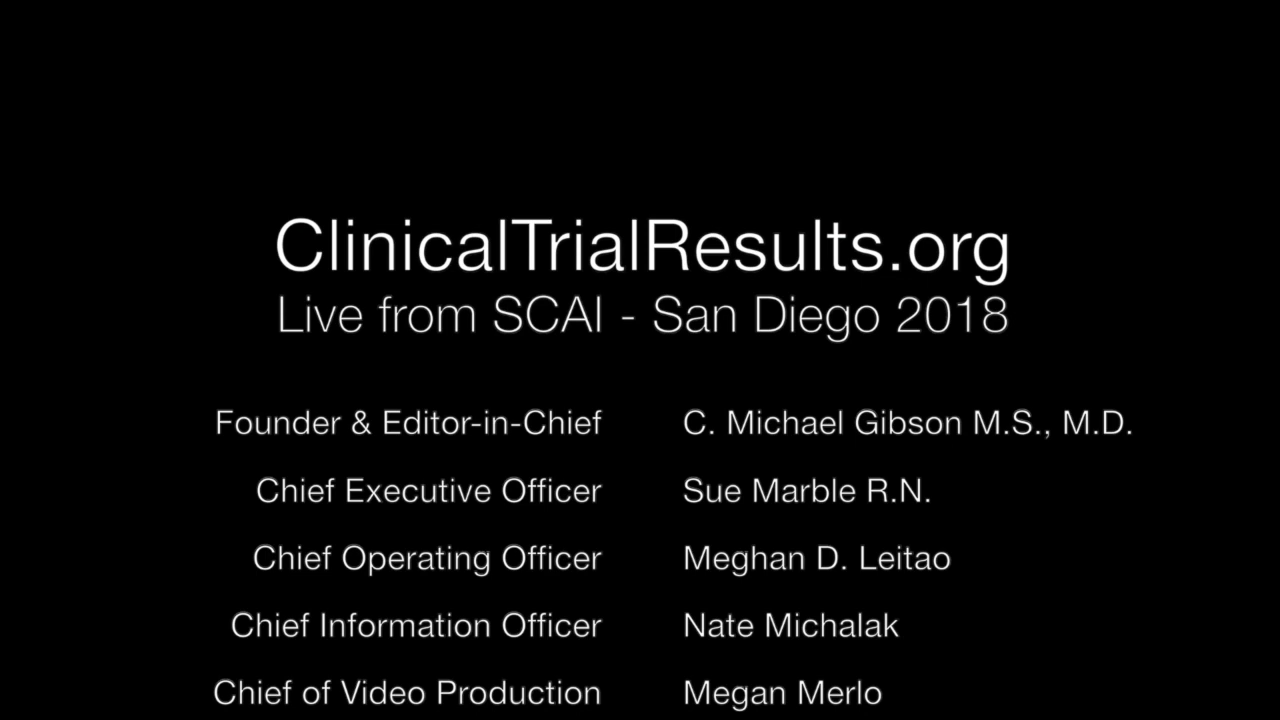 ClinicalTrialResults.org
Live from SCAI - San Diego 2018
Founder & Editor-in-Chief C. Michael Gibson M.S., M.D.
Chief Executive Officer Sue Marble R.N.
Chief Operating Officer Meghan D. Leitao
Chief Information Officer Nate Michalak
Chief of Video Production Megan Merlo